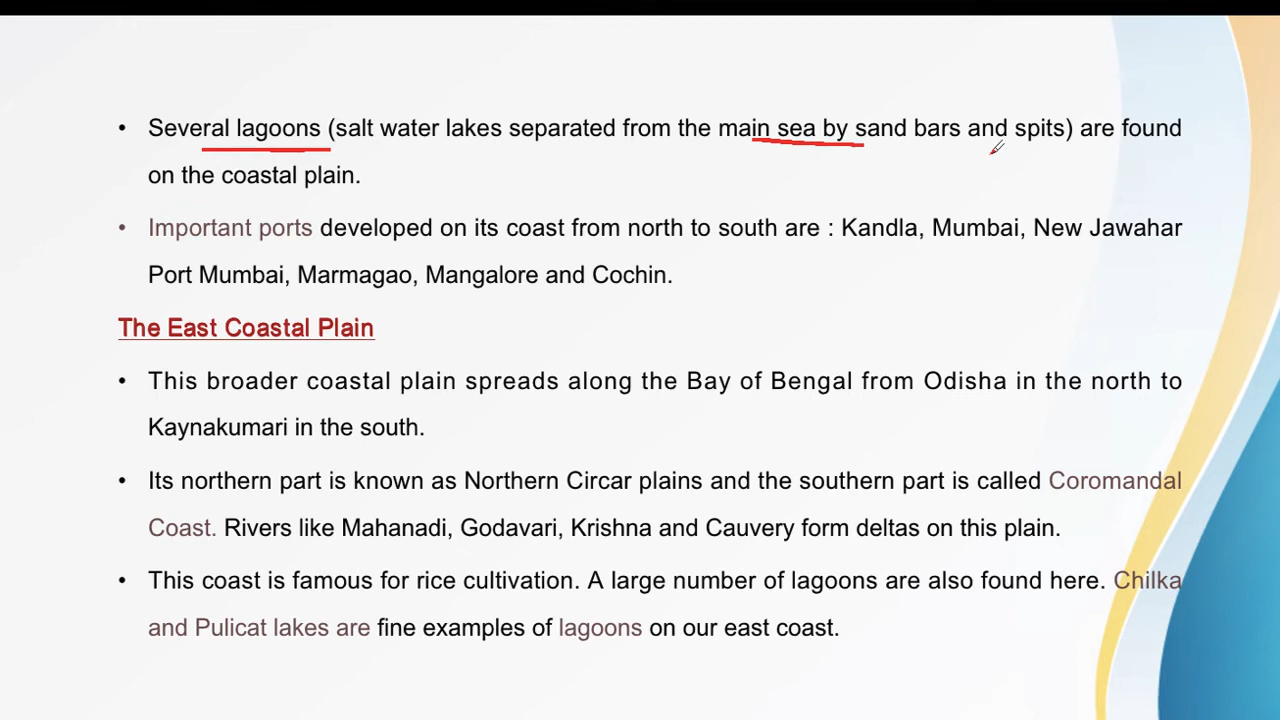 • Several lagoons (salt water lakes separated from the main sea by sand bars and spits) are found
on the coastal plain.
• Important ports developed on its coast from north to south are : Kandla, Mumbai, New Jawahar
Port Mumbai, Marmagao, Mangalore and Cochin.
The East Coastal Plain
• This broader coastal plain spreads along the Bay of Bengal from Odisha in the north to
Kaynakumari in the south.
• Its northern part is known as Northern Circar plains and the southern part is called Coromandal
Coast. Rivers like Mahanadi, Godavari, Krishna and Cauvery form deltas on this plain.
• This coast is famous for rice cultivation. A large number of lagoons are also found here. Chilka
and Pulicat lakes are fine examples of lagoons on our east coast.